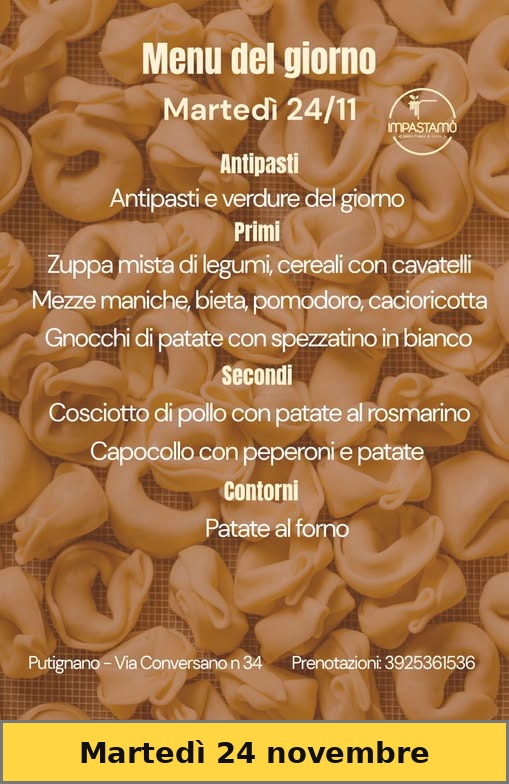 Menu del giorno
Martedì 24/11
IMPASTAMÒ
Antipasti
Antipasti e verdure del giorno
Primi
Zuppa mista di legumi, cereali con cavatelli
Mezze maniche, bieta, pomodoro, cacioricotta
Gnocchi di patate con spezzatino in bianco
Secondi
Cosciotto di pollo con patate al rosmarino
Capocollo con peperoni e patate
Contorni
Patate al forno
Putignano - Via Conversano n 34 Prenotazioni: 3925361536
Martedì 24 novembre